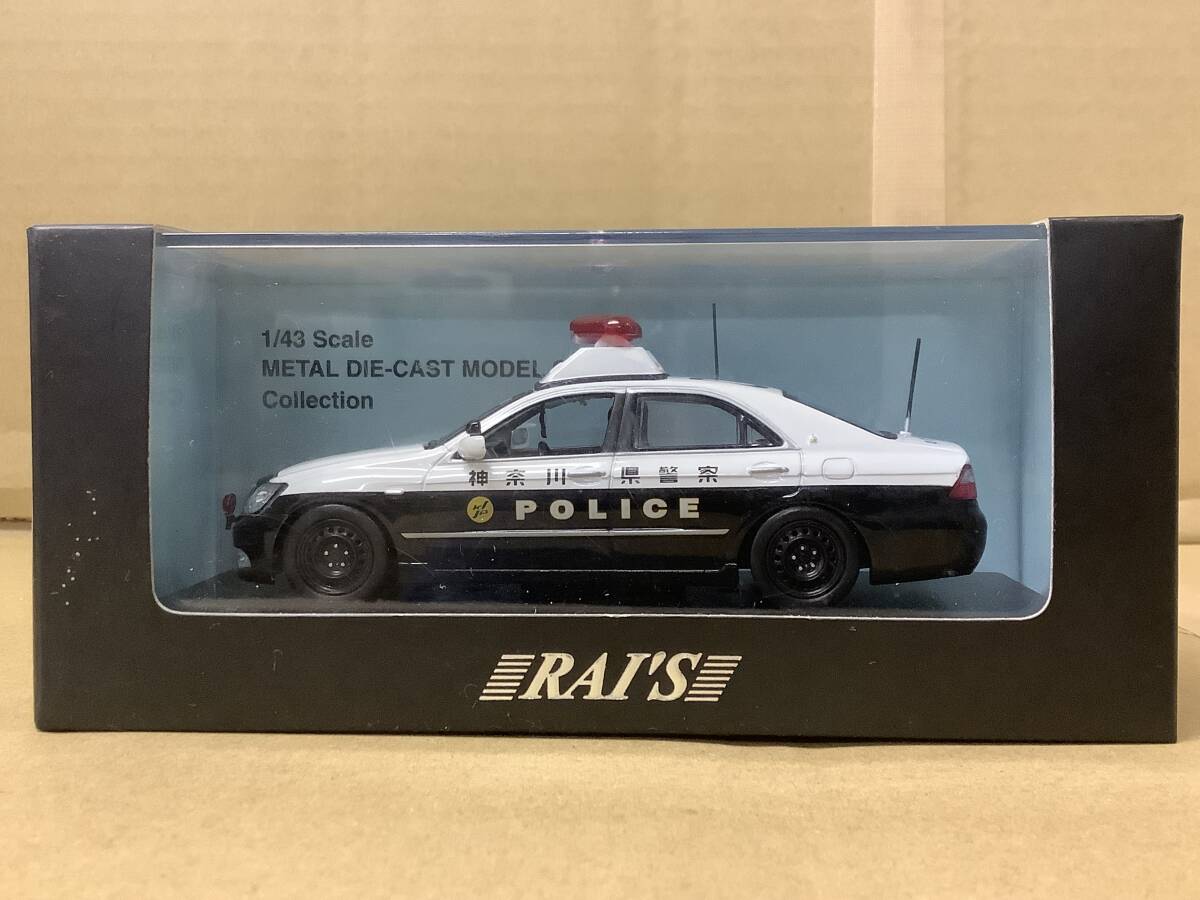 1/43 Scale
METAL DIE-CAST MODEL
Collection
神奈川県警察
POLICE
RAI'S